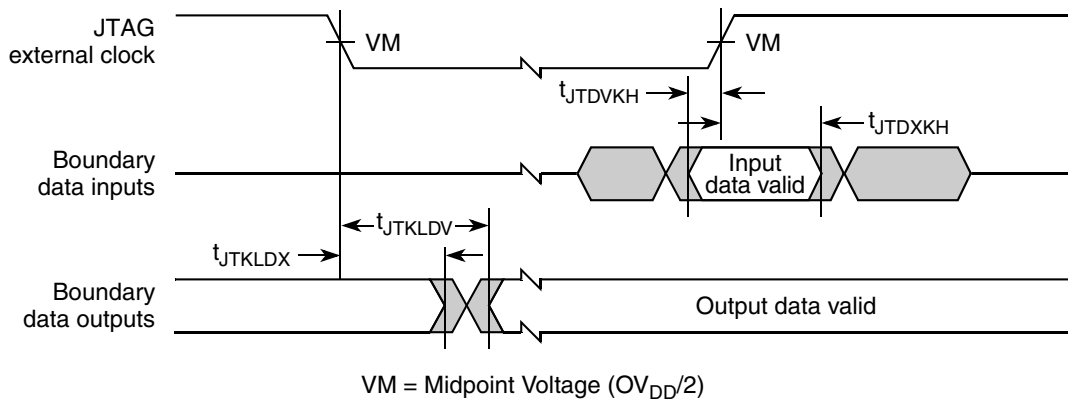 JTAG
external clock
VM
VM
tJTDVKH
tJTDXKH
Boundary
data inputs
Input
data valid
tJTKLDV
tJTKLDX
Boundary
data outputs
Output data valid
VM = Midpoint Voltage (OVDD/2)